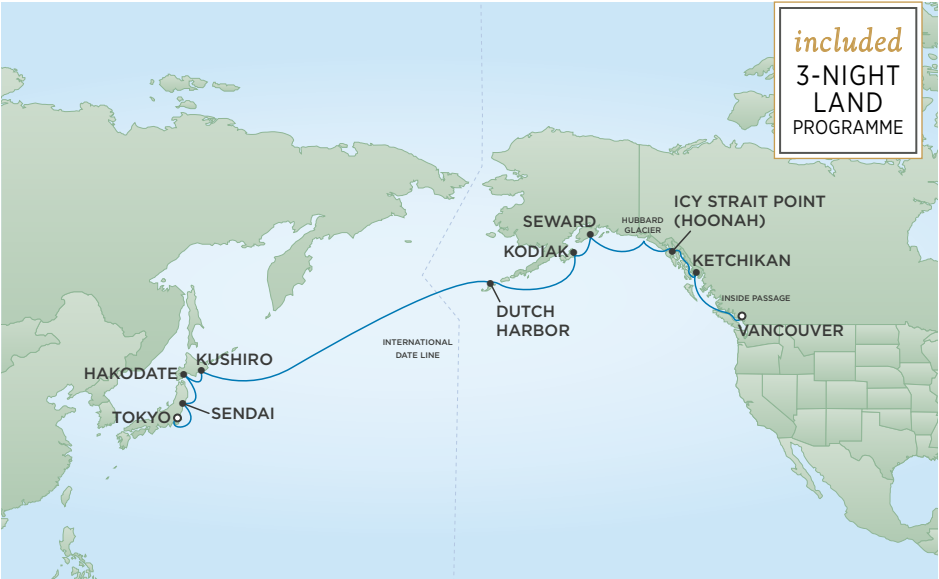 included
3-NIGHT
LAND
PROGRAMME
ICY STRAIT POINT
(HOONAH)
SEWARD
HUBBARD
GLACIER
KODIAK
KETCHIKAN
INSIDE PASSAGE
DUTCH
HARBOR
VANCOUVER
INTERNATIONAL
DATE LINE
KUSHIRO
HAKODATE
TOKYO
SENDAI